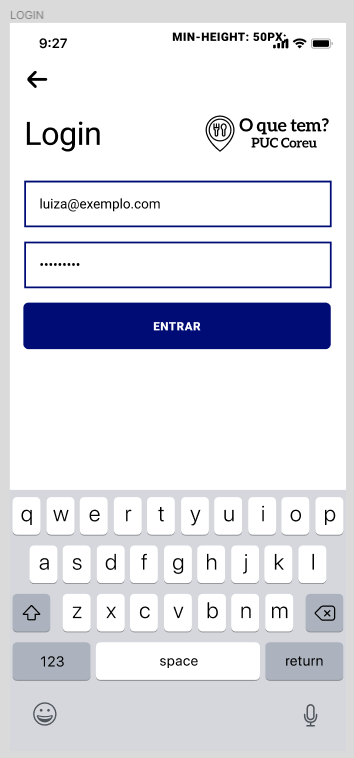 LOGIN
9:27
MIN-HEIGHT: 50PX;
Login
O que tem?
PUC Coreu
luiza@exemplo.com
•••••••••
ENTRAR
q w e r t y u i o p
a s d f g h j k l
z x c v b n m
123 space return